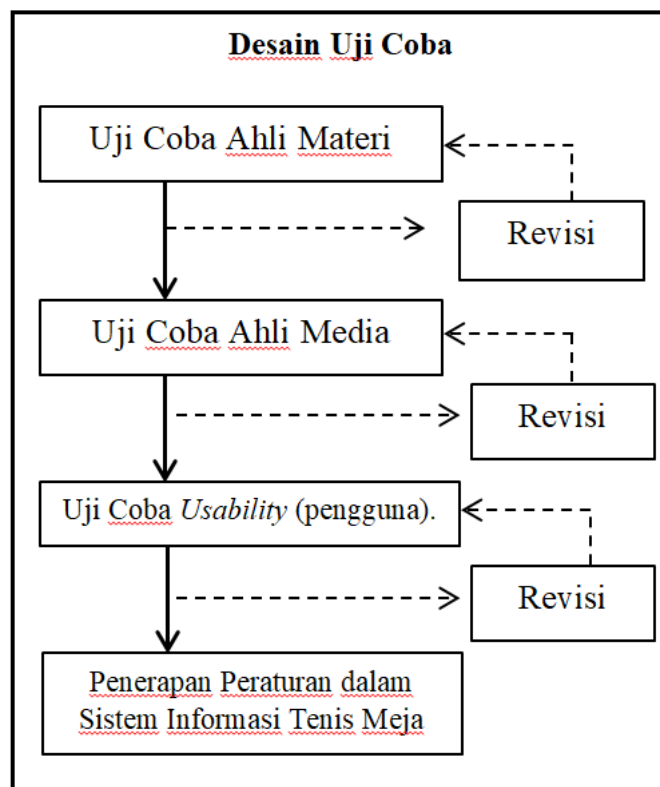 Desain Uji Coba
Uji Coba Ahli Materi
Revisi
Uji Coba Ahli Media
Revisi
Uji Coba Usability (pengguna).
Revisi
Penerapan Peraturan dalam
Sistem Informasi Tenis Meja